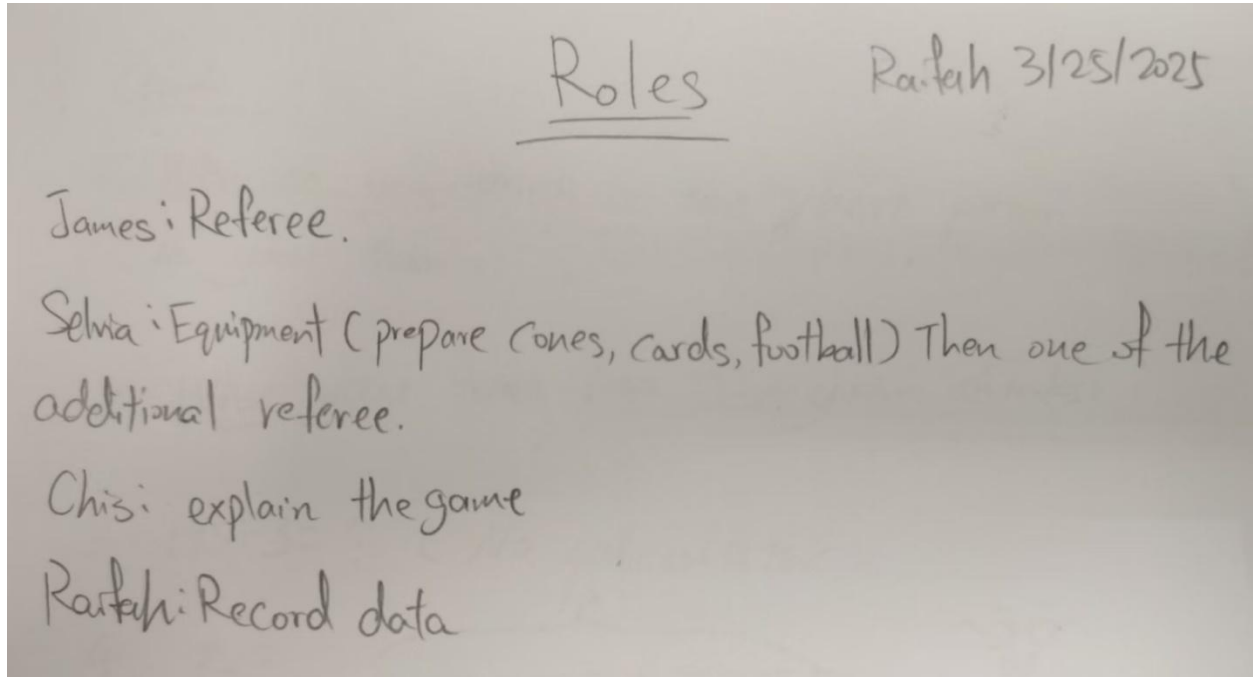 Roles
Raifah 3/25/2025
James: Referee.
Selvia: Equipment (prepare cones, cards, football) Then one of the
additional referee.
Chis: explain the game
Raifah: Record data